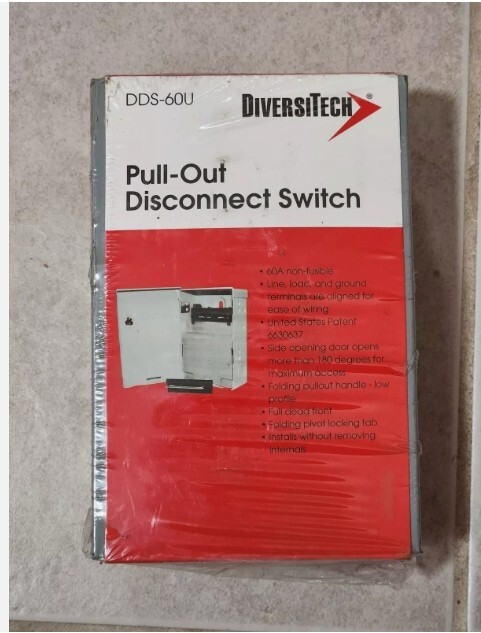 DDS-60U
DIVERSITECH®
Pull-Out
Disconnect Switch
• 60A non-fusible
• Line, load, and ground
terminals are aligned for
ease of wiring
• United States Patent
6630637
• Side opening door opens
more than 180 degrees for
maximum access
• Folding pullout handle - low
profile
• Full dead front
• Folding pivot locking tab
• Installs without removing
internals